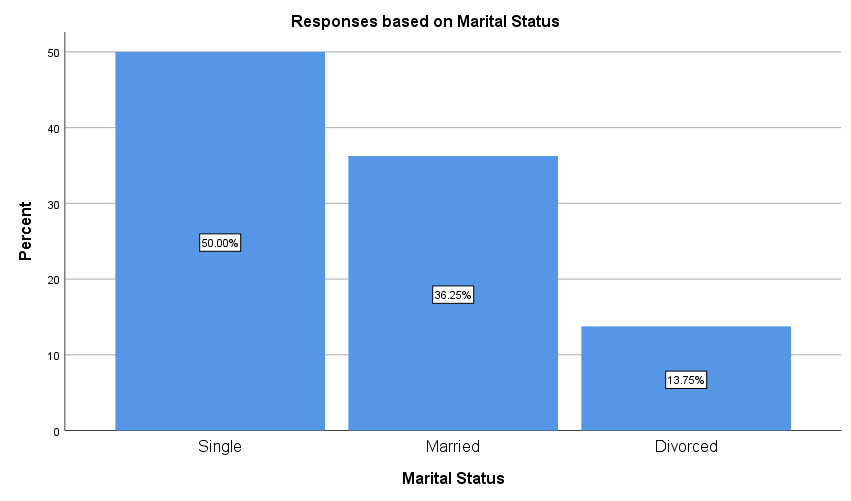 Responses based on Marital Status
Percent
50
40
30
20
10
0
50.00%
36.25%
13.75%
Single
Married
Divorced
Marital Status